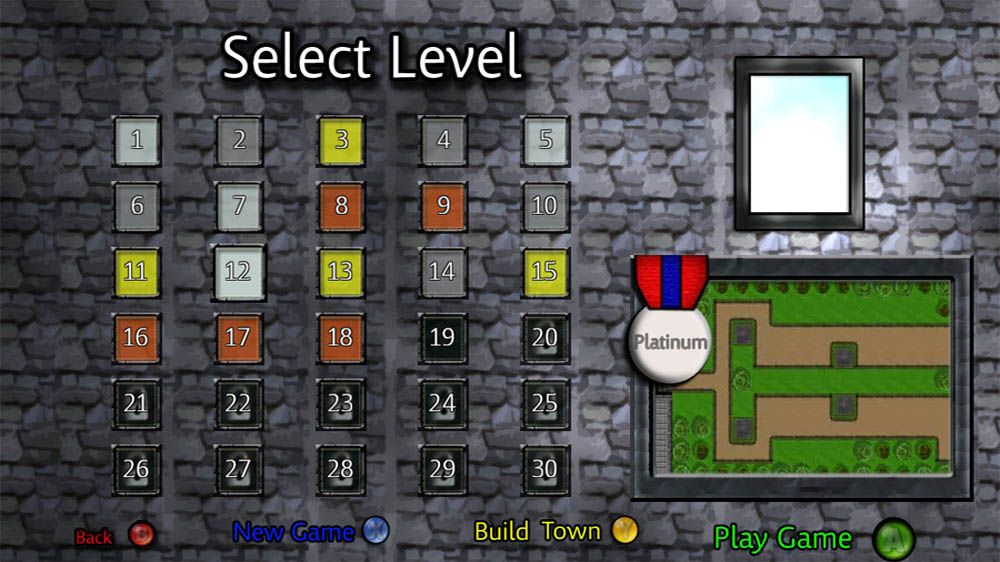 Select Level
1 2 3 4 5
6 7 8 9 10
11 12 13 14 15
Platinum
16 17 18 19 20
21 22 23 24 25
26 27 28 29 30
Back B New Game X Build Town Y Play Game A